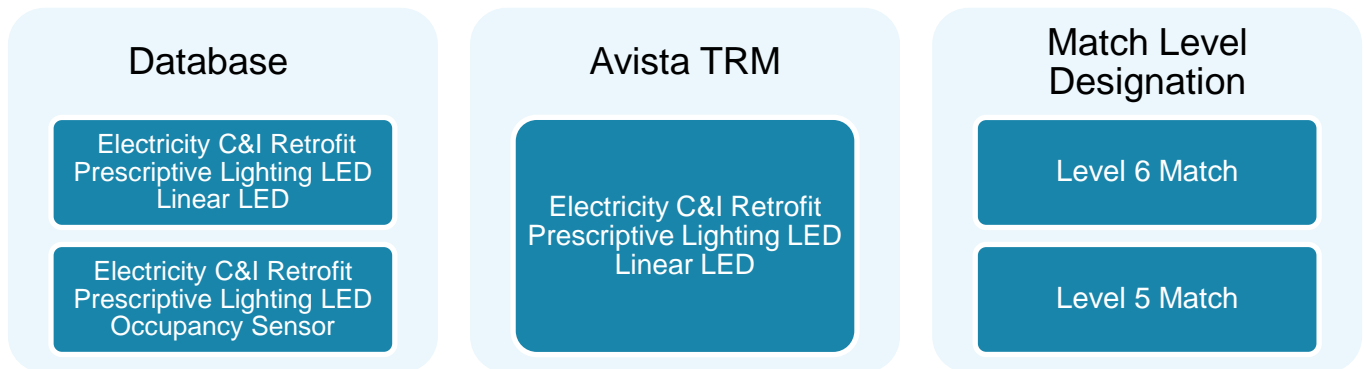 Database
Electricity C&I Retrofit
Prescriptive Lighting LED
Linear LED
Electricity C&I Retrofit
Prescriptive Lighting LED
Occupancy Sensor
Avista TRM
Electricity C&I Retrofit
Prescriptive Lighting LED
Linear LED
Match Level
Designation
Level 6 Match
Level 5 Match